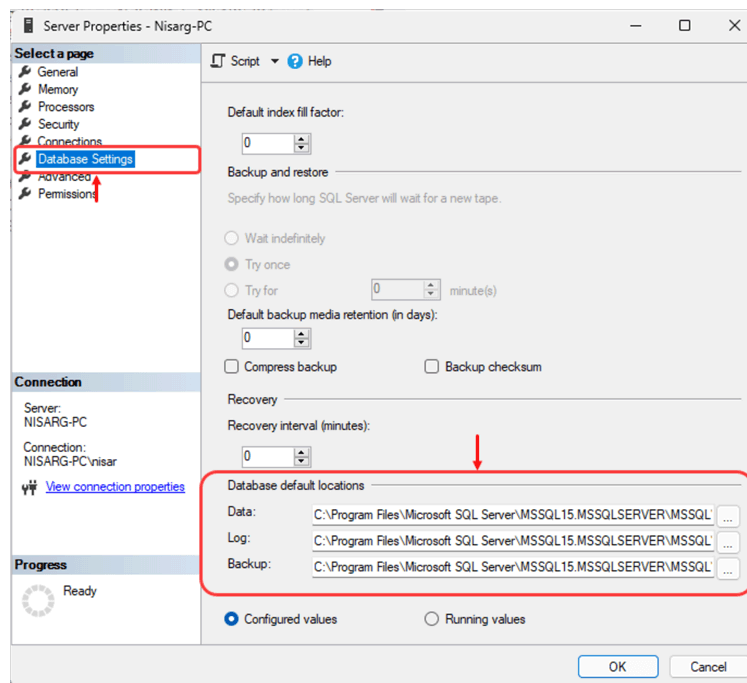 Server Properties - Nisarg-PC
Select a page
General
Memory
Processors
Security
Connections
Database Settings
Advanced
Permissions
Connection
Server:
NISARG-PC
Connection:
NISARG-PC\nisar
View connection properties
Progress
Ready
Script Help
Default index fill factor:
0
Backup and restore
Specify how long SQL Server will wait for a new tape.
Wait indefinitely
Try once
Try for 0 minute(s)
Default backup media retention (in days):
0
Compress backup Backup checksum
Recovery
Recovery interval (minutes):
0
Database default locations
Data: C:\Program Files\Microsoft SQL Server\MSSQL15.MSSQLSERVER\MSSQL\ ...
Log: C:\Program Files\Microsoft SQL Server\MSSQL15.MSSQLSERVER\MSSQL\ ...
Backup: C:\Program Files\Microsoft SQL Server\MSSQL15.MSSQLSERVER\MSSQL\ ...
Configured values Running values
OK Cancel